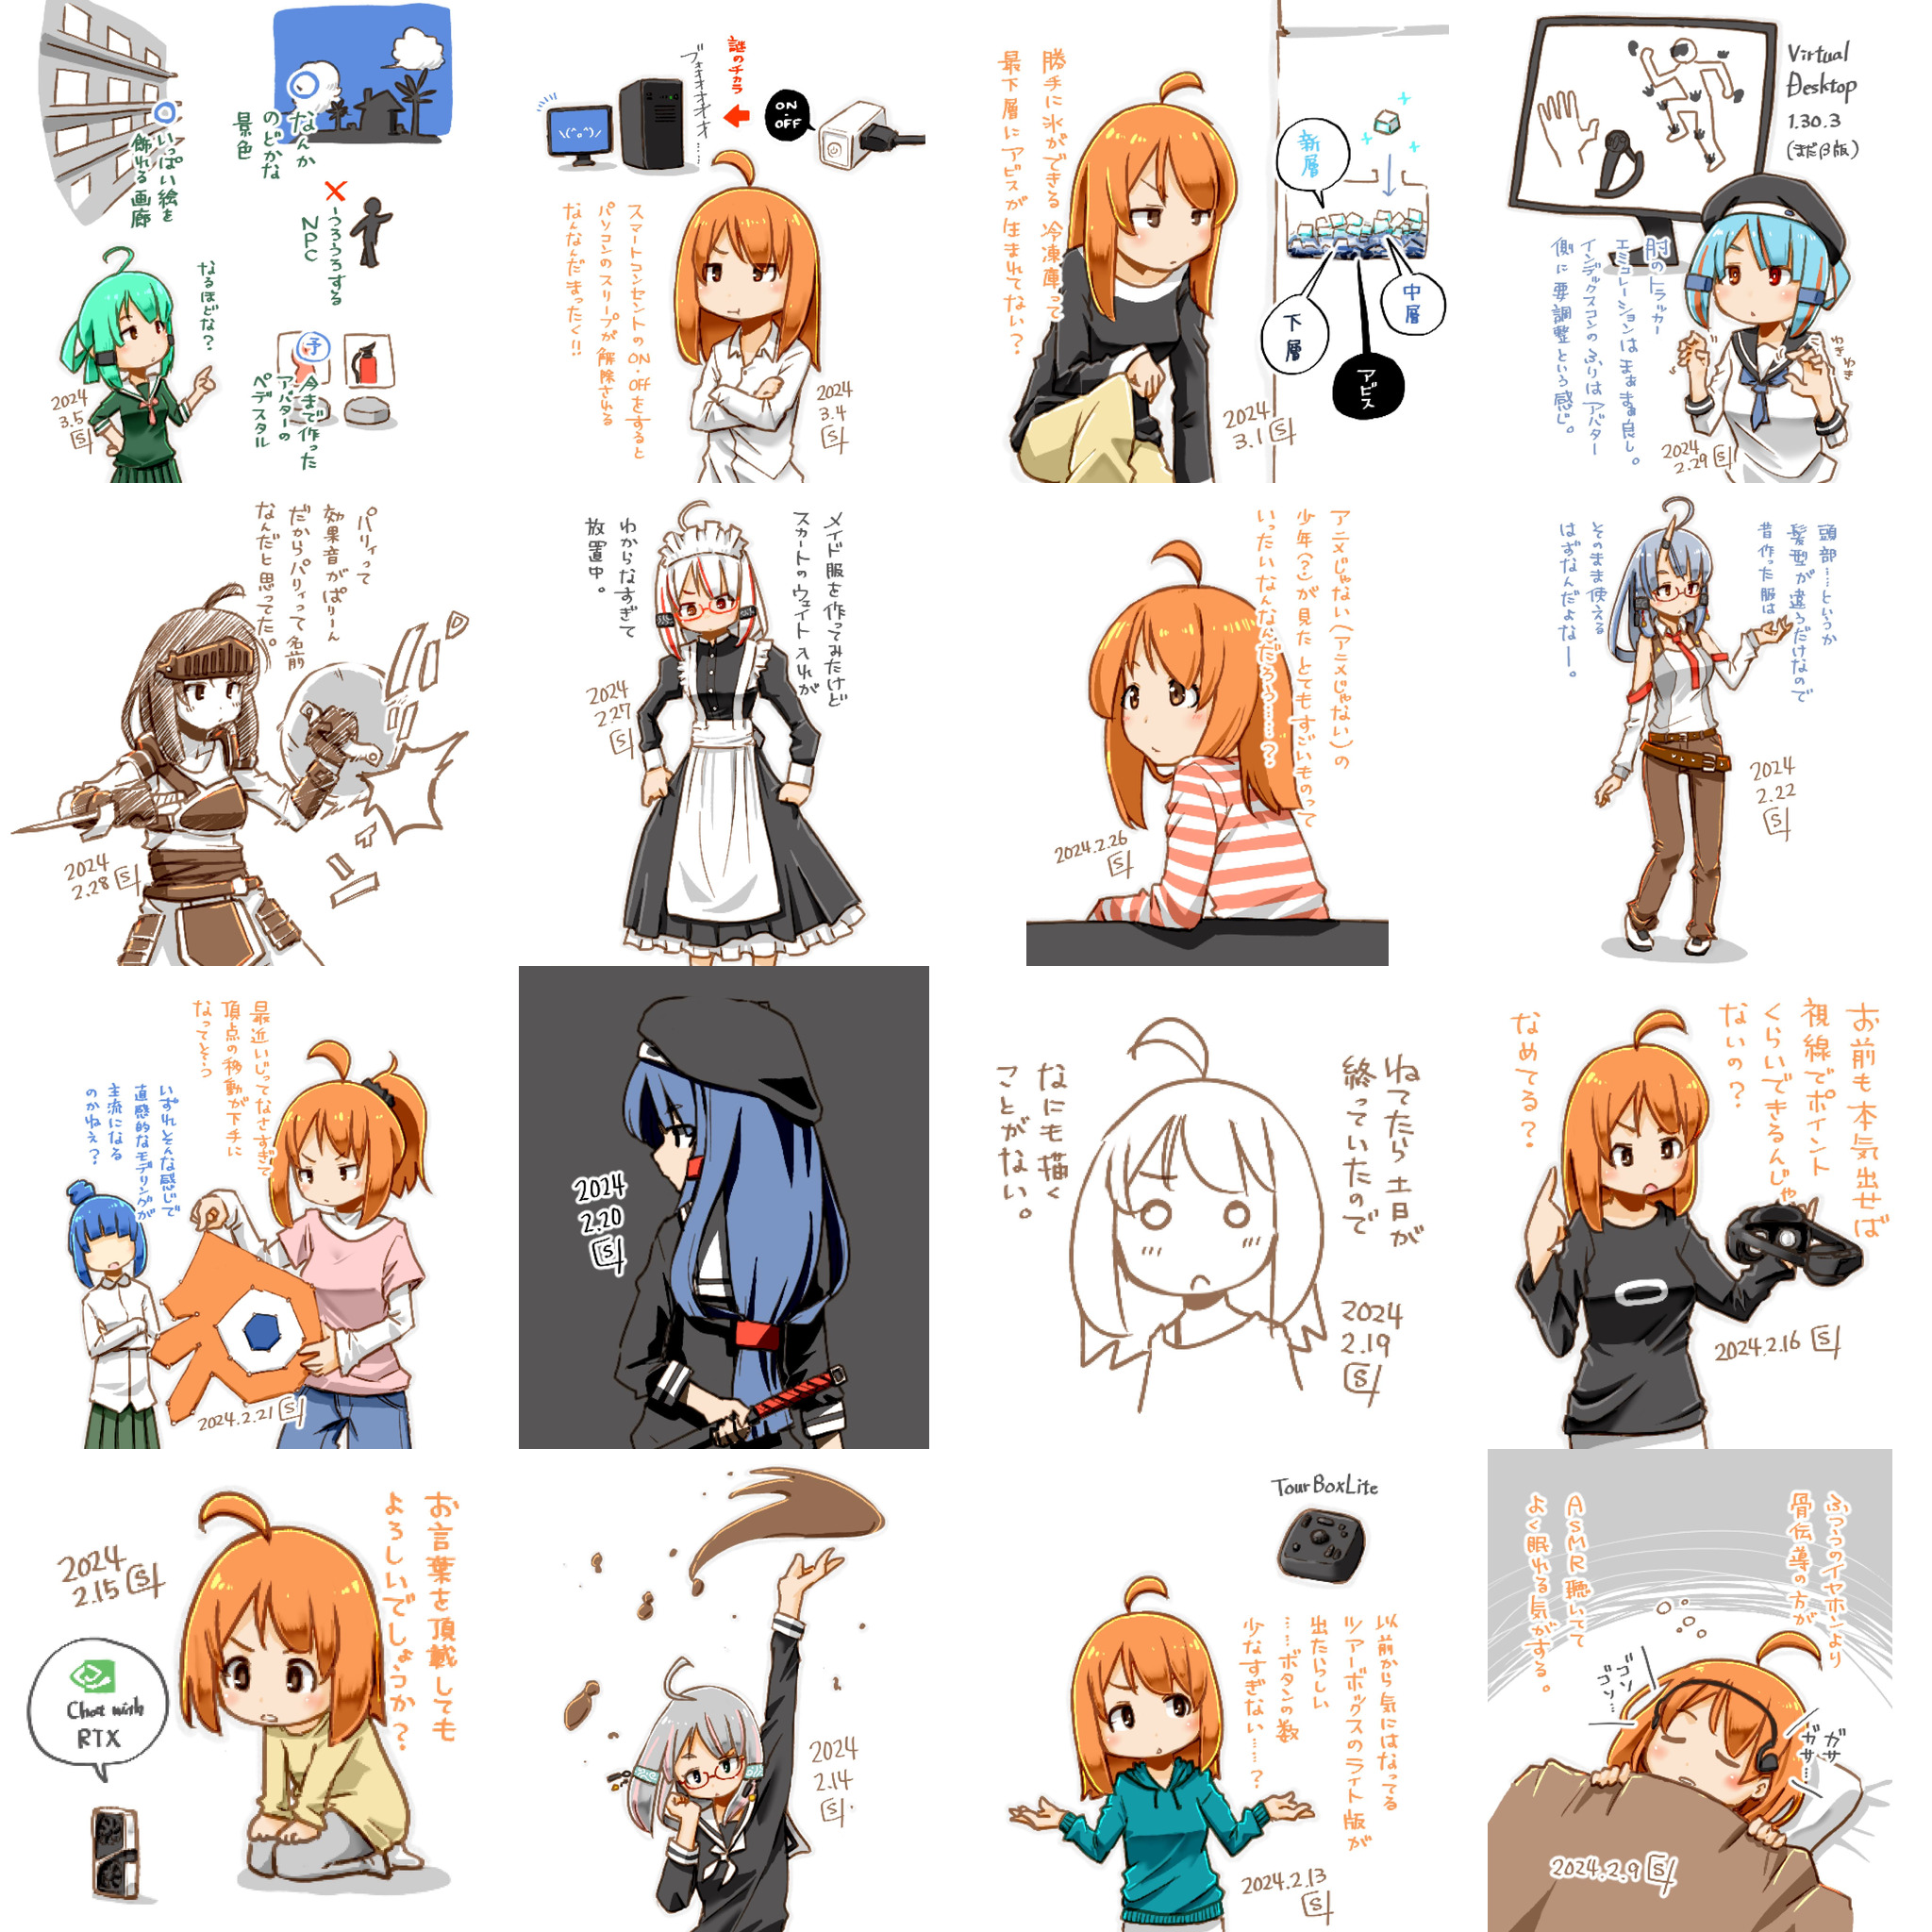 いっぱい絵を
飾れる画廊
なんか
のどかな
景色
×
うろうろする
NPC
なるほどな?
予
今まで作った
アバターの
ペデスタル
2024
3.5
S
謎のチカラ
ブォオオオオオ……
ON
・
OFF
\(^o^)/
スマートコンセントのON・OFFをすると
パソコンのスリープが解除される
なんなんだまったく!!
2024
3.4
S
勝手に氷ができる冷凍庫って
最下層にアビスが生まれてない?
新層
中層
下層
アビス
2024
3.1
S
Virtual
Desktop
1.30.3
(まだβ版)
肘のトラッカー
エミュレーションはまぁまぁ良し。
インデックスコンのふりはアバター
側に要調整という感じ。
わき
わき
2024
2.29
S
パリィって
効果音がぱりーん
だからパリィって名前
なんだと思ってた。
2024
2.28
S
メイド服を作ってみたけど
スカートのウェイト入れが
わからなすぎて
放置中。
2024
2.27
S
アニメじゃない(アニメじゃない)の
少年(?)が見たとてもすごいものって
いったいなんなんだろう……?
2024.2.26
S
頭部……というか
髪型が違うだけなので
昔作った服は
そのまま使える
はずなんだよなー。
2024
2.22
S
最近いじってなさすぎて
頂点の移動が下手に
なってそう
いずれそんな感じで
直感的なモデリングが
主流になる
のかねぇ?
2024.2.21
S
2024
2.20
S
ねてたら土日が
終っていたので
なにも描く
ことがない。
2024
2.19
S
お前も本気出せば
視線でポイント
くらいできるんじゃ
ないの?
なめてる?
2024.2.16
S
お言葉を頂戴しても
よろしいでしょうか?
2024
2.15
S
Chat with
RTX
2024
2.14
S
TourBoxLite
以前から気にはなってる
ツアーボックスのライト版が
出たらしい
……ボタンの数
少なすぎない……?
2024.2.13
S
ふつうのイヤホンより
骨伝導の方が
ASMR聴いてて
よく眠れる気がする。
ゴソ
ゴソ…
ガサ
ガサ…
2024.2.9
S